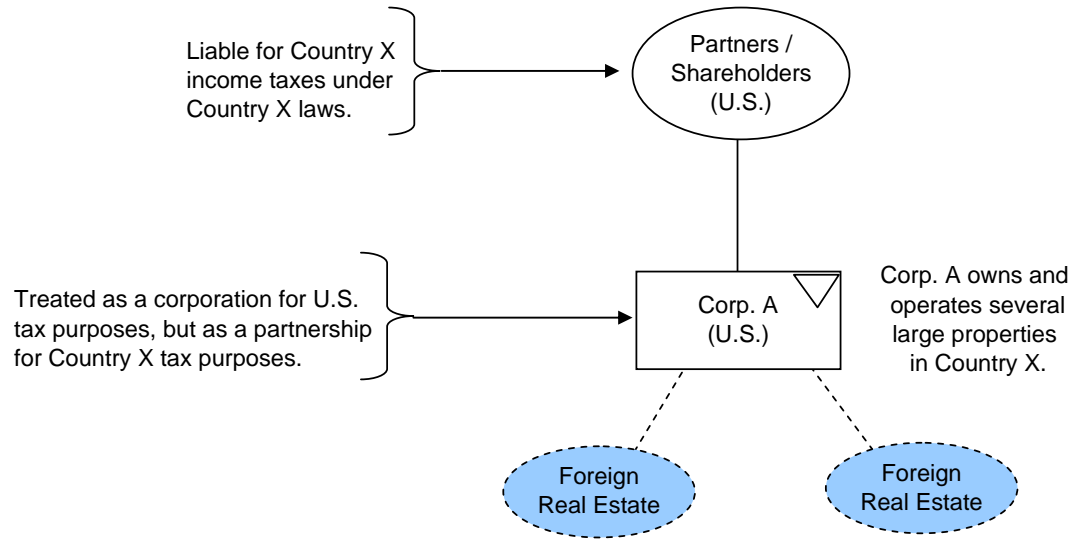 Liable for Country X
income taxes under
Country X laws.
Partners /
Shareholders
(U.S.)
Treated as a corporation for U.S.
tax purposes, but as a partnership
for Country X tax purposes.
Corp. A
(U.S.)
Corp. A owns and
operates several
large properties
in Country X.
Foreign
Real Estate
Foreign
Real Estate